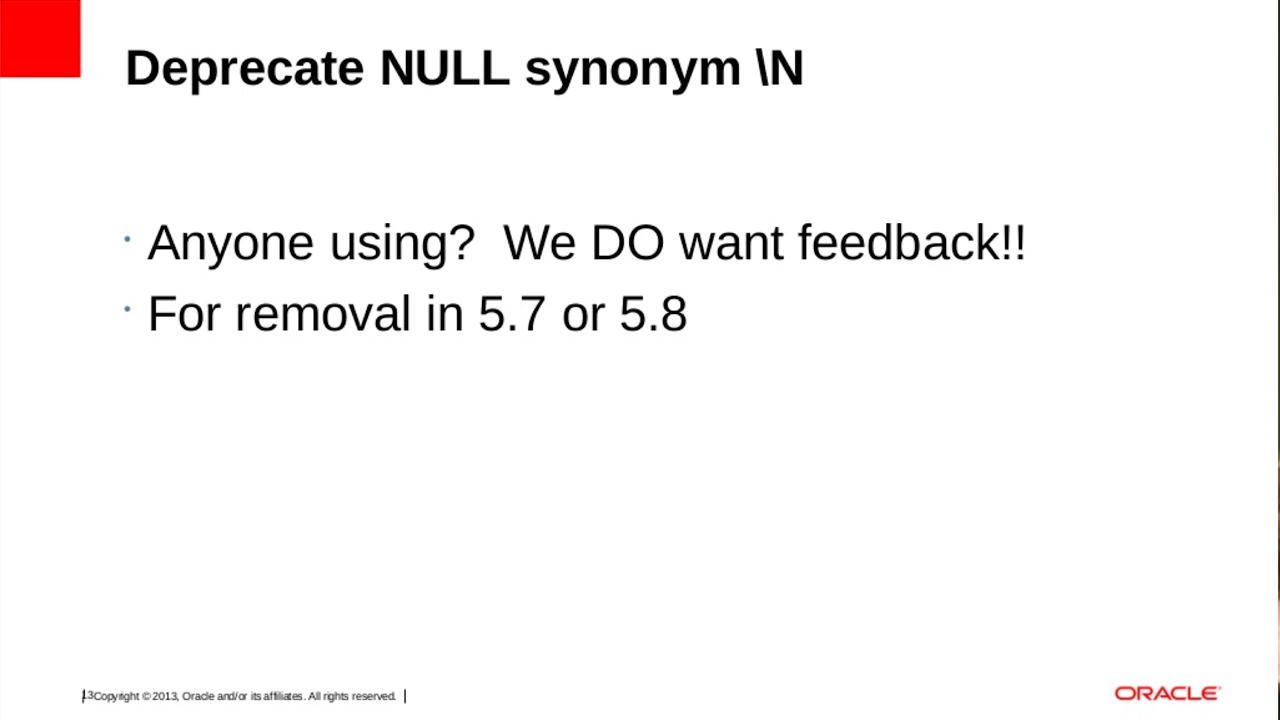 Deprecate NULL synonym \N
· Anyone using?  We DO want feedback!!
· For removal in 5.7 or 5.8
13 Copyright © 2013, Oracle and/or its affiliates. All rights reserved.
ORACLE®